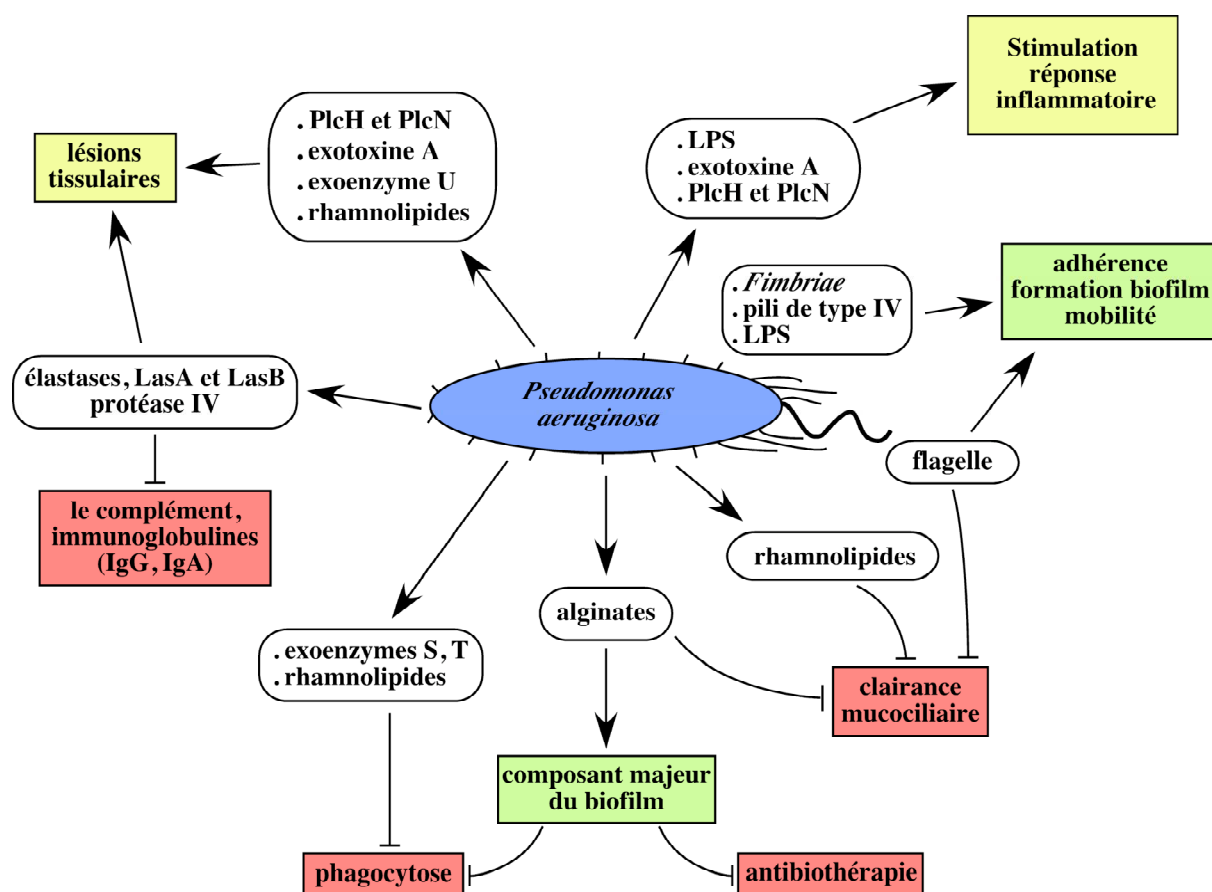 Stimulation
réponse
inflammatoire
. PlcH et PlcN
. exotoxine A
. exoenzyme U
. rhamnolipides
. LPS
. exotoxine A
. PlcH et PlcN
lésions
tissulaires
. Fimbriae
. pili de type IV
. LPS
adhérence
formation biofilm
mobilité
élastases, LasA et LasB
protéase IV
Pseudomonas
aeruginosa
flagelle
le complément,
immunoglobulines
(IgG, IgA)
rhamnolipides
alginates
. exoenzymes S, T
. rhamnolipides
clairance
mucociliaire
composant majeur
du biofilm
phagocytose
antibiothérapie